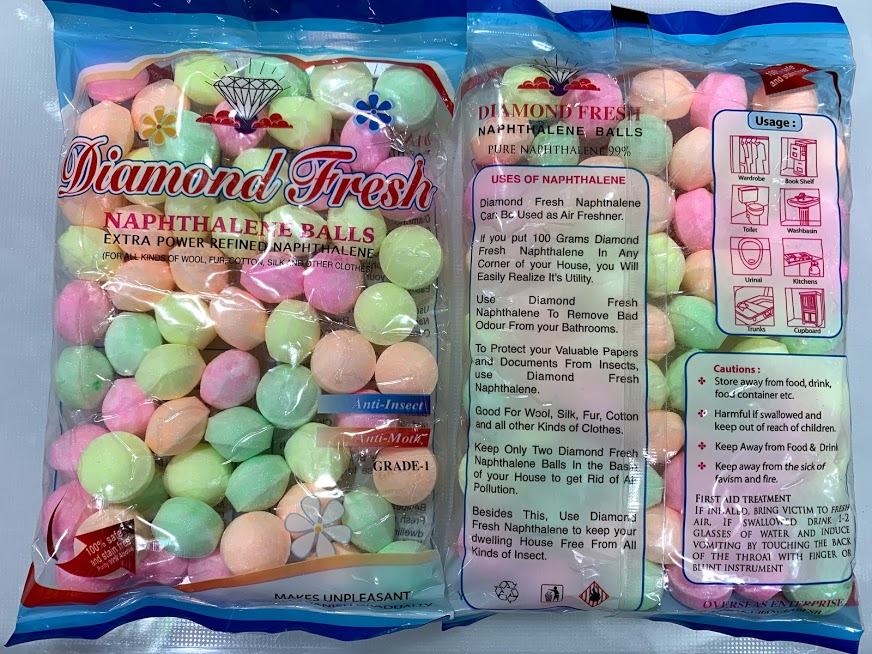 Diamond Fresh
NAPHTHALENE BALLS
EXTRA POWER REFINED NAPHTHALENE
(FOR ALL KINDS OF WOOL, FUR, COTTON, SILK AND OTHER CLOTHES)
Anti-Insect
Anti-Moth
GRADE-1
100% safe
and stain free
MAKES UNPLEASANT
DIAMOND FRESH
NAPHTHALENE BALLS
PURE NAPHTHALENE 99%
USES OF NAPHTHALENE
Diamond Fresh Naphthalene
Can Be Used as Air Freshner.
If you put 100 Grams Diamond
Fresh Naphthalene In Any
Corner of your House, you Will
Easily Realize It's Utility.
Use Diamond Fresh
Naphthalene To Remove Bad
Odour From your Bathrooms.
To Protect your Valuable Papers
and Documents From Insects,
use Diamond Fresh
Naphthalene.
Good For Wool, Silk, Fur, Cotton
and all other Kinds of Clothes.
Keep Only Two Diamond Fresh
Naphthalene Balls In the Basin
of your House to get Rid of Air
Pollution.
Besides This, Use Diamond
Fresh Naphthalene to keep your
dwelling House Free From All
Kinds of Insect.
100% safe
and stain free
Usage :
Wardrobe Book Shelf
Toilet Washbasin
Urinal Kitchens
Trunks Cupboard
Cautions :
Store away from food, drink,
food container etc.
Harmful if swallowed and
keep out of reach of children.
Keep Away from Food & Drink
Keep away from the sick of
favism and fire.
FIRST AID TREATMENT
IF INHALED, BRING VICTIM TO FRESH
AIR, IF SWALLOWED DRINK 1-2
GLASSES OF WATER AND INDUCE
VOMITING BY TOUCHING THE BACK
OF THE THROAT WITH FINGER OR
BLUNT INSTRUMENT
OVERSEAS ENTERPRISE